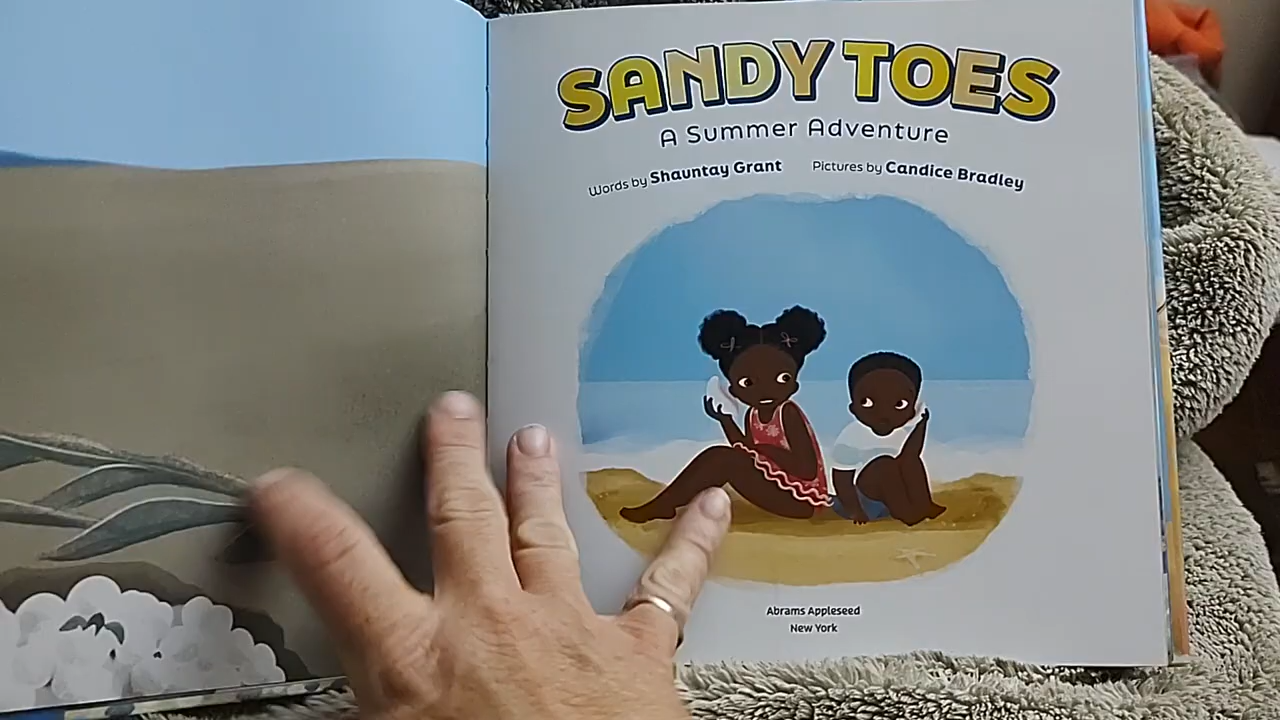 SANDY TOES
A Summer Adventure
Words by Shauntay Grant Pictures by Candice Bradley
Abrams Appleseed
New York